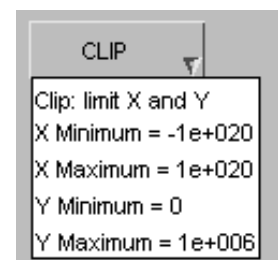 CLIP
Clip: limit X and Y
X Minimum = -1e+020
X Maximum = 1e+020
Y Minimum = 0
Y Maximum = 1e+006